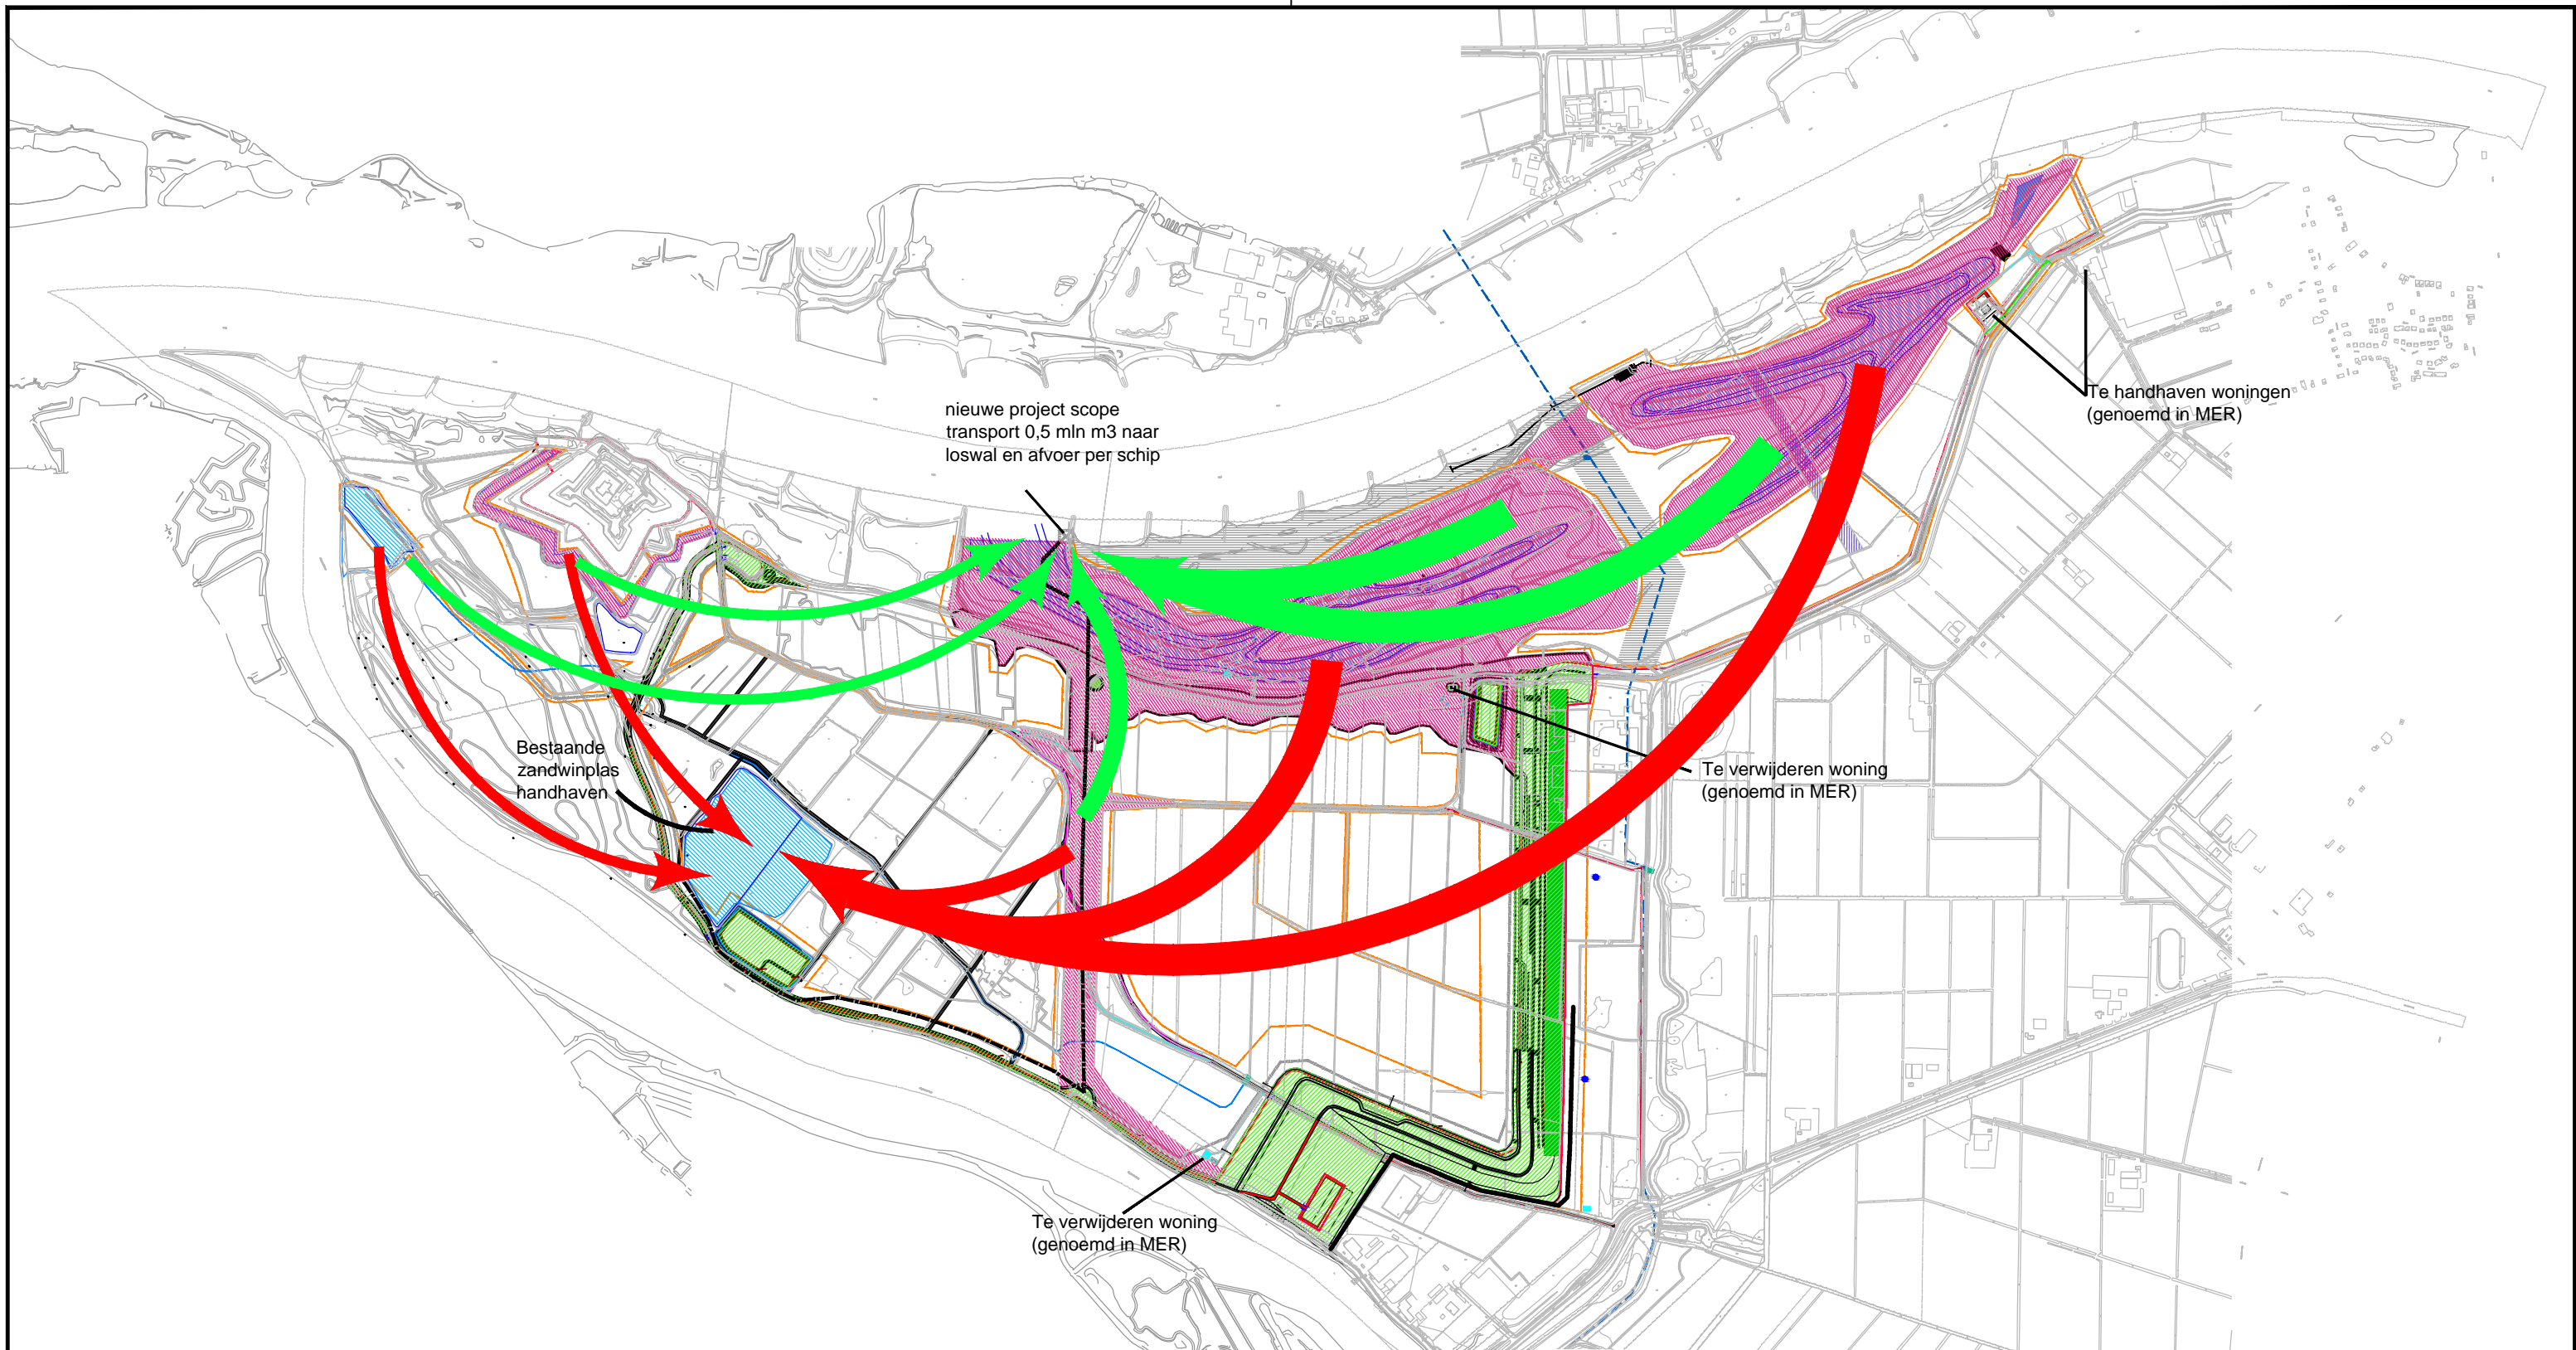 nieuwe project scope
transport 0,5 mln m3 naar
loswal en afvoer per schip
Te handhaven woningen
(genoemd in MER)
Bestaande
zandwinplas
handhaven
Te verwijderen woning
(genoemd in MER)
Te verwijderen woning
(genoemd in MER)